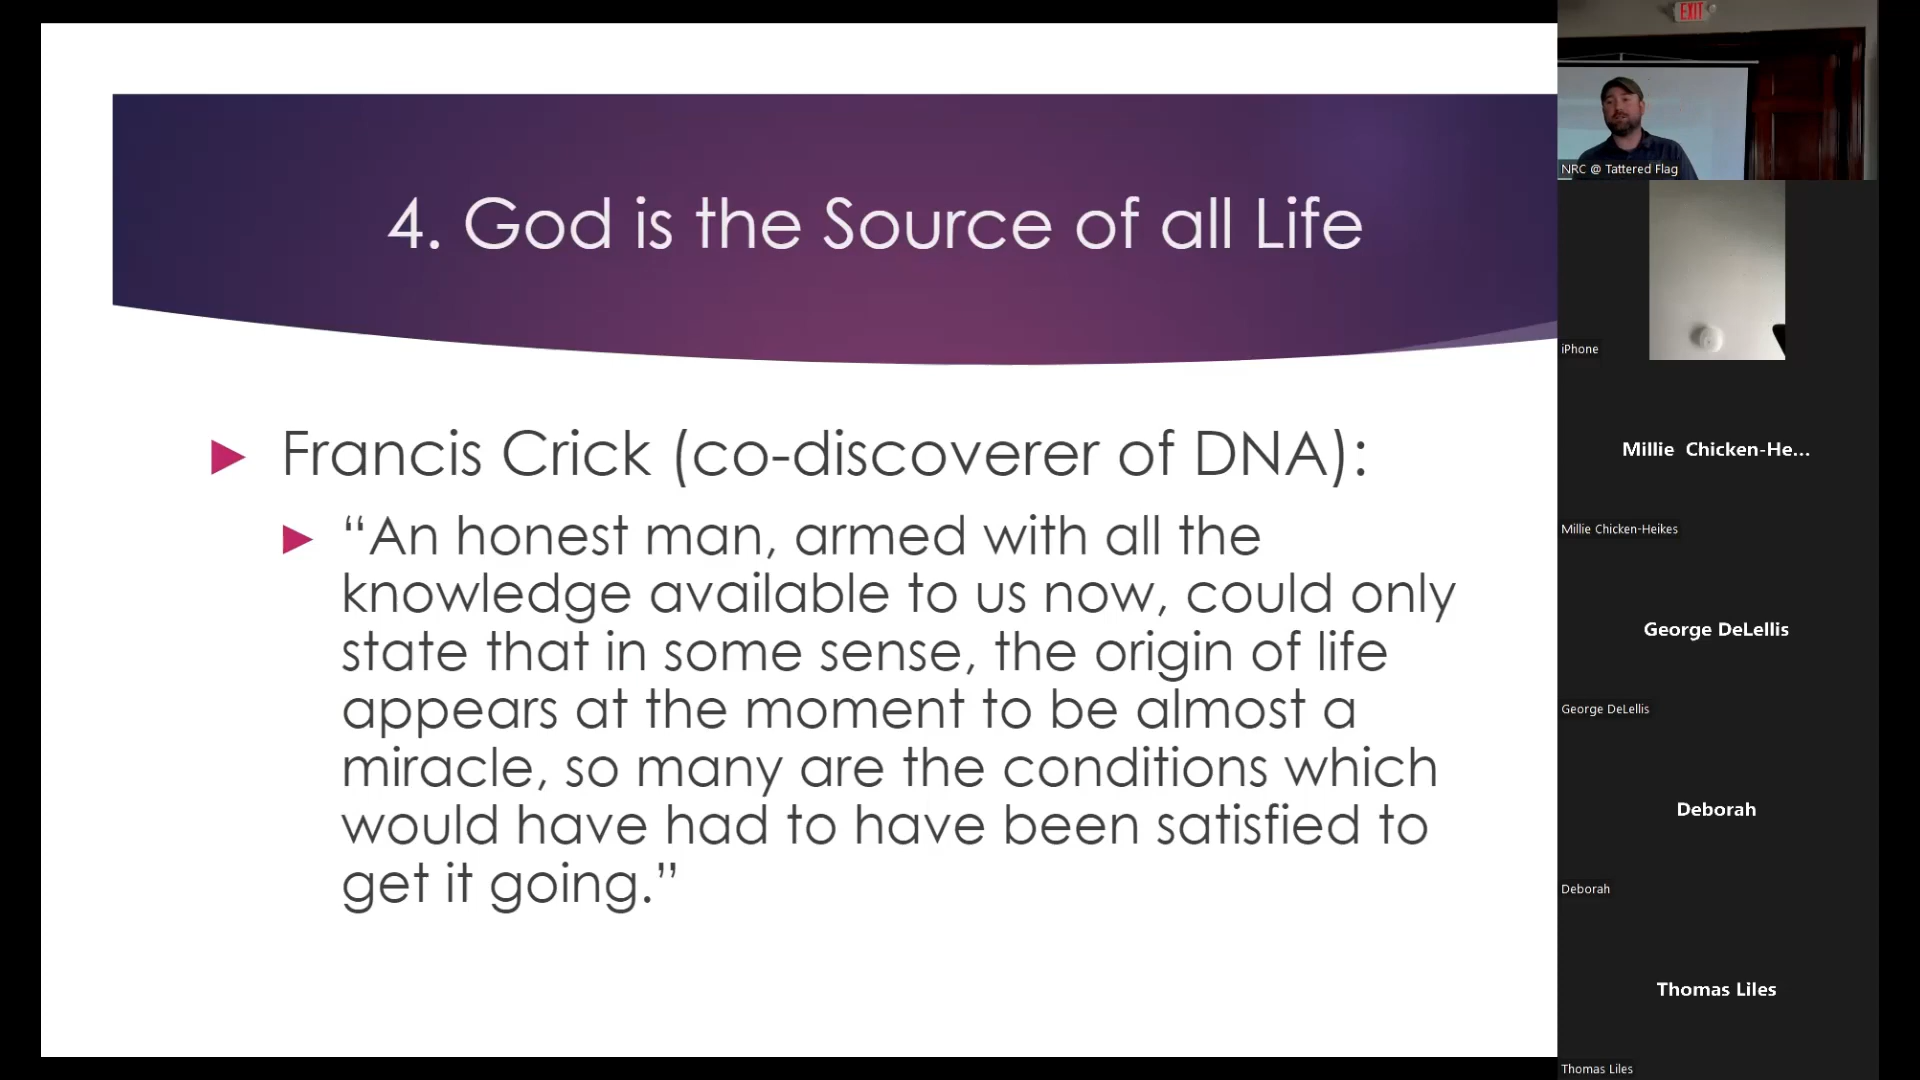 4. God is the Source of all Life
Francis Crick (co-discoverer of DNA):
“An honest man, armed with all the
knowledge available to us now, could only
state that in some sense, the origin of life
appears at the moment to be almost a
miracle, so many are the conditions which
would have had to have been satisfied to
get it going.”
EXIT
NRC @ Tattered Flag
iPhone
Millie Chicken-He...
Millie Chicken-Heikes
George DeLellis
George DeLellis
Deborah
Deborah
Thomas Liles
Thomas Liles